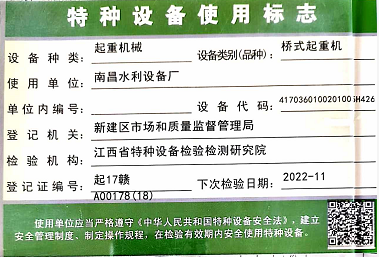 特种设备使用标志
设备种类: 起重机械 设备类别(品种): 桥式起重机
使用单位: 南昌水利设备厂
单位内编号: 设备代码: 41703601002010
登记机关: 新建区市场和质量监督管理局
检验机构: 江西省特种设备检验检测研究院
登记证编号: 起17赣 下次检验日期: 2022-11
A00178(18)
使用单位应当严格遵守《中华人民共和国特种设备安全法》，建立
安全管理制度、制定操作规程，在检验有效期内安全使用特种设备。